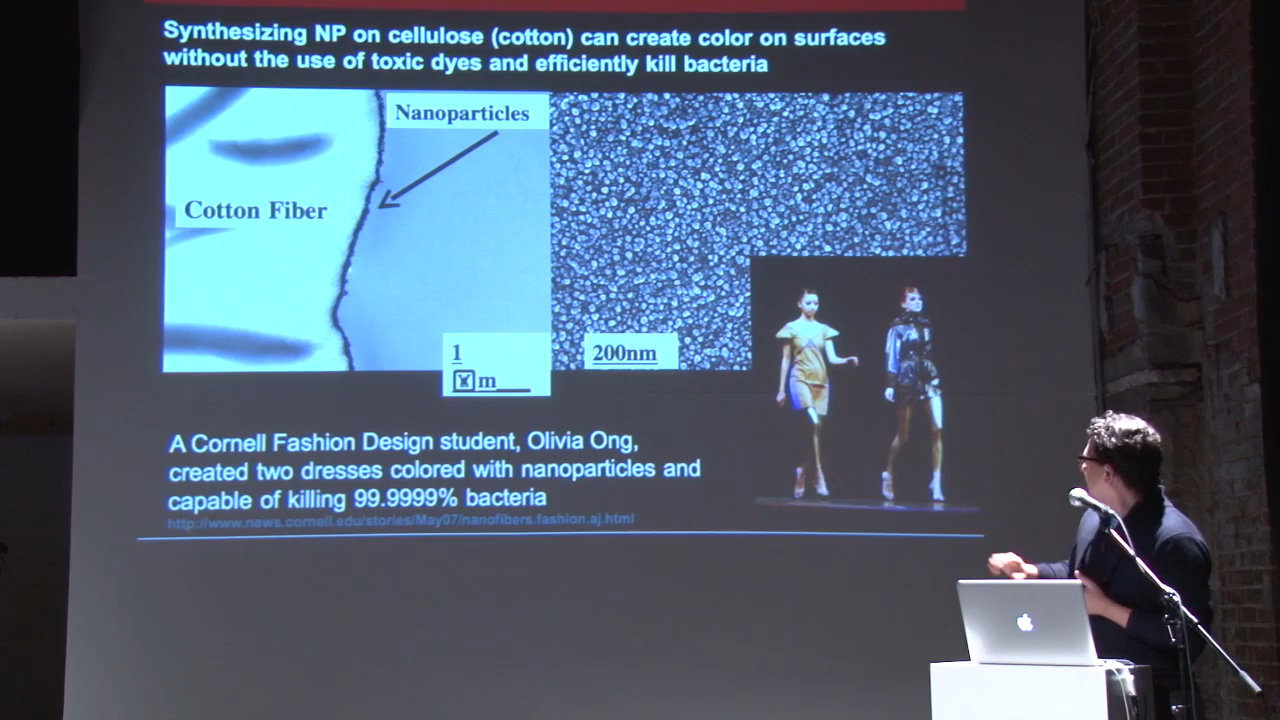 Synthesizing NP on cellulose (cotton) can create color on surfaces
without the use of toxic dyes and efficiently kill bacteria
Nanoparticles
Cotton Fiber
1
m
200nm
A Cornell Fashion Design student, Olivia Ong,
created two dresses colored with nanoparticles and
capable of killing 99.9999% bacteria
http://www.news.cornell.edu/stories/May07/nanofibers.fashion.aj.html